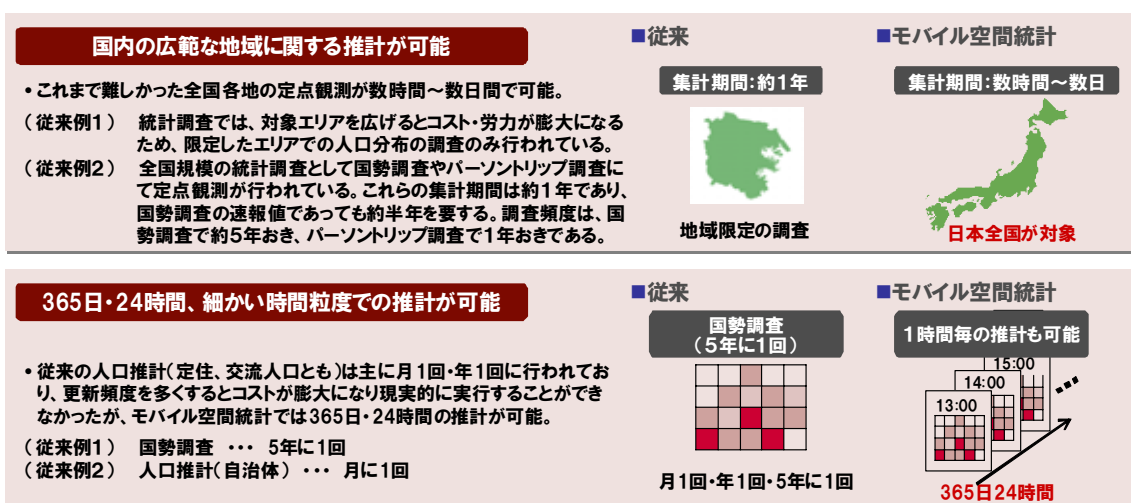 国内の広範な地域に関する推計が可能
・これまで難しかった全国各地の定点観測が数時間～数日間で可能。
（従来例１） 統計調査では、対象エリアを広げるとコスト・労力が膨大になる
ため、限定したエリアでの人口分布の調査のみ行われている。
（従来例２） 全国規模の統計調査として国勢調査やパーソントリップ調査に
て定点観測が行われている。これらの集計期間は約１年であり、
国勢調査の速報値であっても約半年を要する。調査頻度は、国
勢調査で約５年おき、パーソントリップ調査で１年おきである。
■従来
集計期間：約１年
地域限定の調査
■モバイル空間統計
集計期間：数時間～数日
日本全国が対象
365日・24時間、細かい時間粒度での推計が可能
・従来の人口推計（定住、交流人口とも）は主に月１回・年１回に行われてお
り、更新頻度を多くするとコストが膨大になり現実的に実行することができ
なかったが、モバイル空間統計では365日・24時間の推計が可能。
（従来例１） 国勢調査 ・・・ 5年に1回
（従来例２） 人口推計（自治体） ・・・ 月に1回
■従来
国勢調査
（５年に１回）
月１回・年１回・５年に１回
■モバイル空間統計
１時間毎の推計も可能
15:00
14:00
13:00
365日24時間